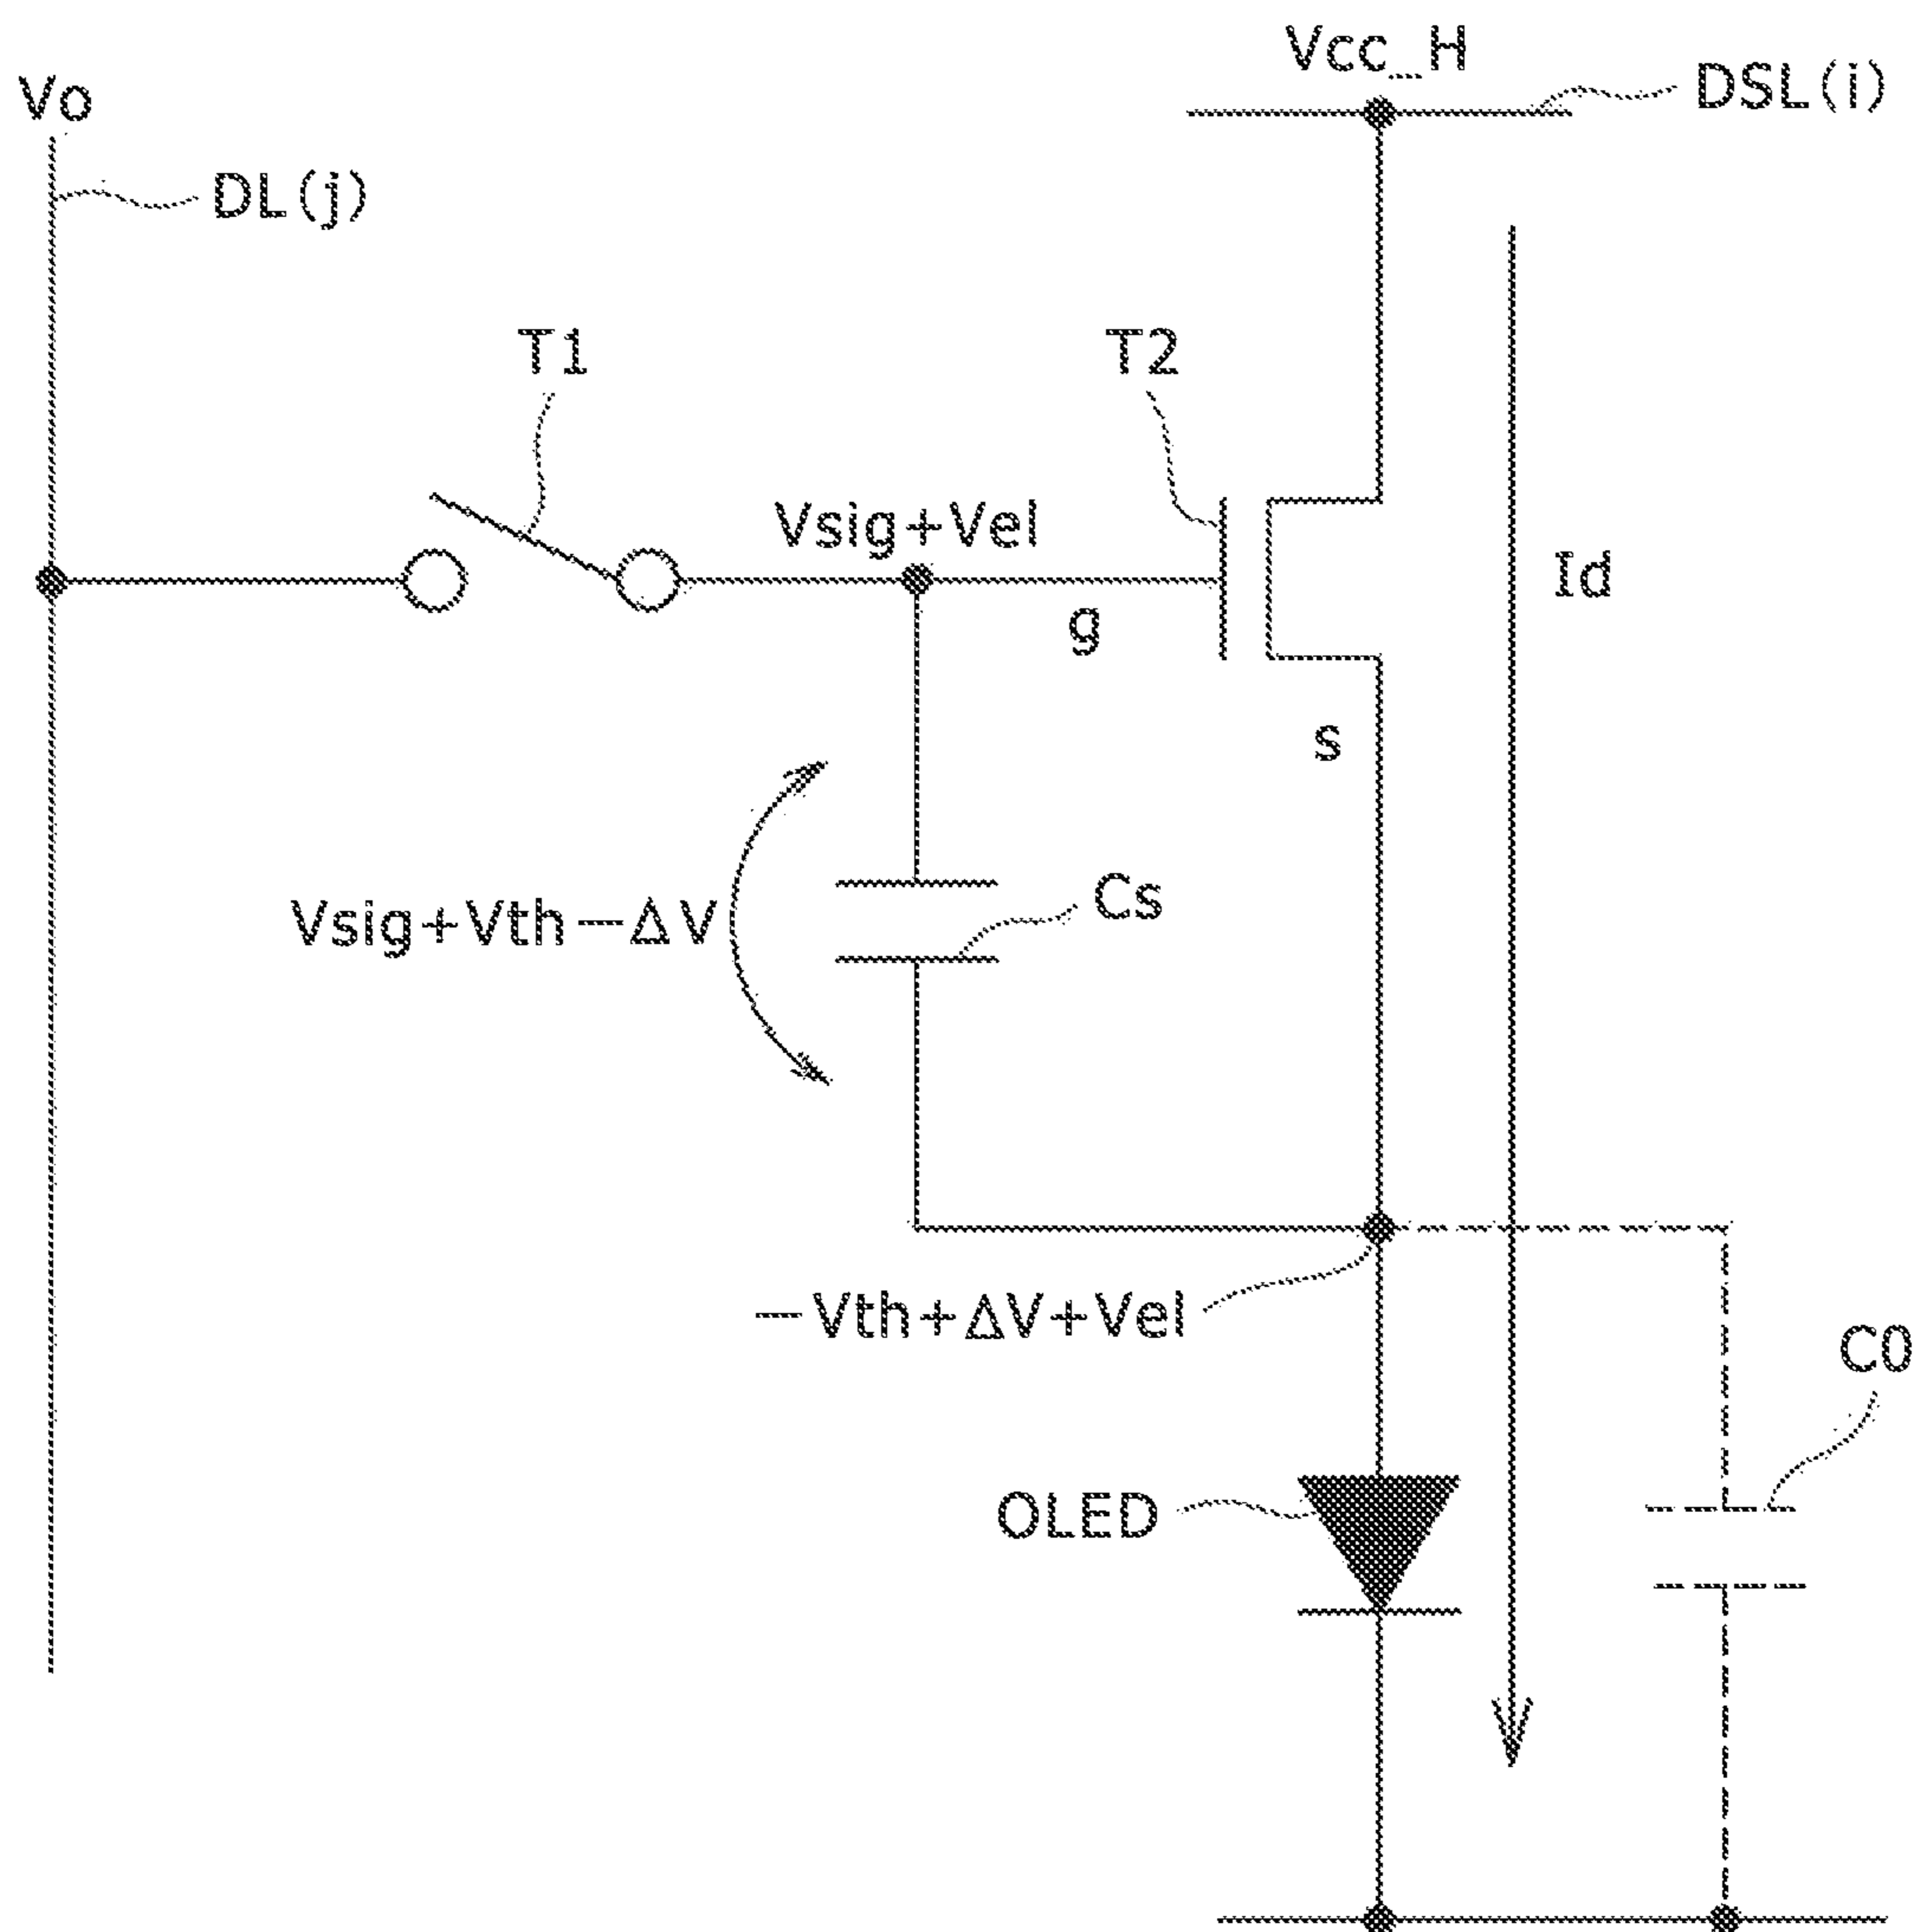 Vcc_H
Vo
DSL(i)
DL(j)
T1
T2
Vsig+Vel
Id
g
s
Vsig+Vth−ΔV
Cs
−Vth+ΔV+Vel
C0
OLED